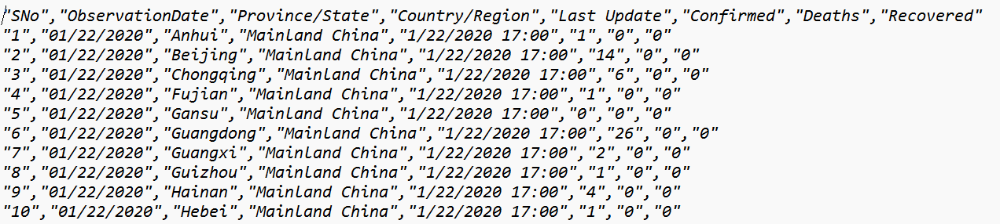 "SNo","ObservationDate","Province/State","Country/Region","Last Update","Confirmed","Deaths","Recovered"
"1","01/22/2020","Anhui","Mainland China","1/22/2020 17:00","1","0","0"
"2","01/22/2020","Beijing","Mainland China","1/22/2020 17:00","14","0","0"
"3","01/22/2020","Chongqing","Mainland China","1/22/2020 17:00","6","0","0"
"4","01/22/2020","Fujian","Mainland China","1/22/2020 17:00","1","0","0"
"5","01/22/2020","Gansu","Mainland China","1/22/2020 17:00","0","0","0"
"6","01/22/2020","Guangdong","Mainland China","1/22/2020 17:00","26","0","0"
"7","01/22/2020","Guangxi","Mainland China","1/22/2020 17:00","2","0","0"
"8","01/22/2020","Guizhou","Mainland China","1/22/2020 17:00","1","0","0"
"9","01/22/2020","Hainan","Mainland China","1/22/2020 17:00","4","0","0"
"10","01/22/2020","Hebei","Mainland China","1/22/2020 17:00","1","0","0"